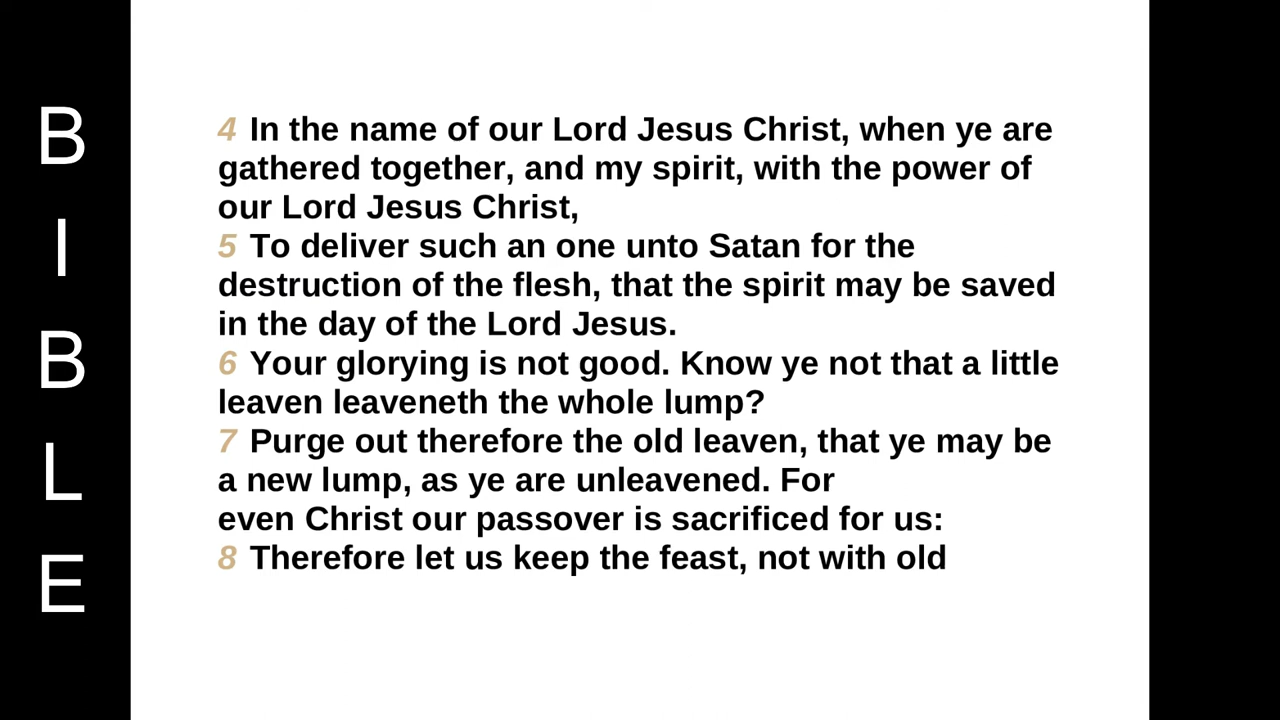 B
I
B
L
E
4 In the name of our Lord Jesus Christ, when ye are
gathered together, and my spirit, with the power of
our Lord Jesus Christ,
5 To deliver such an one unto Satan for the
destruction of the flesh, that the spirit may be saved
in the day of the Lord Jesus.
6 Your glorying is not good. Know ye not that a little
leaven leaveneth the whole lump?
7 Purge out therefore the old leaven, that ye may be
a new lump, as ye are unleavened. For
even Christ our passover is sacrificed for us:
8 Therefore let us keep the feast, not with old